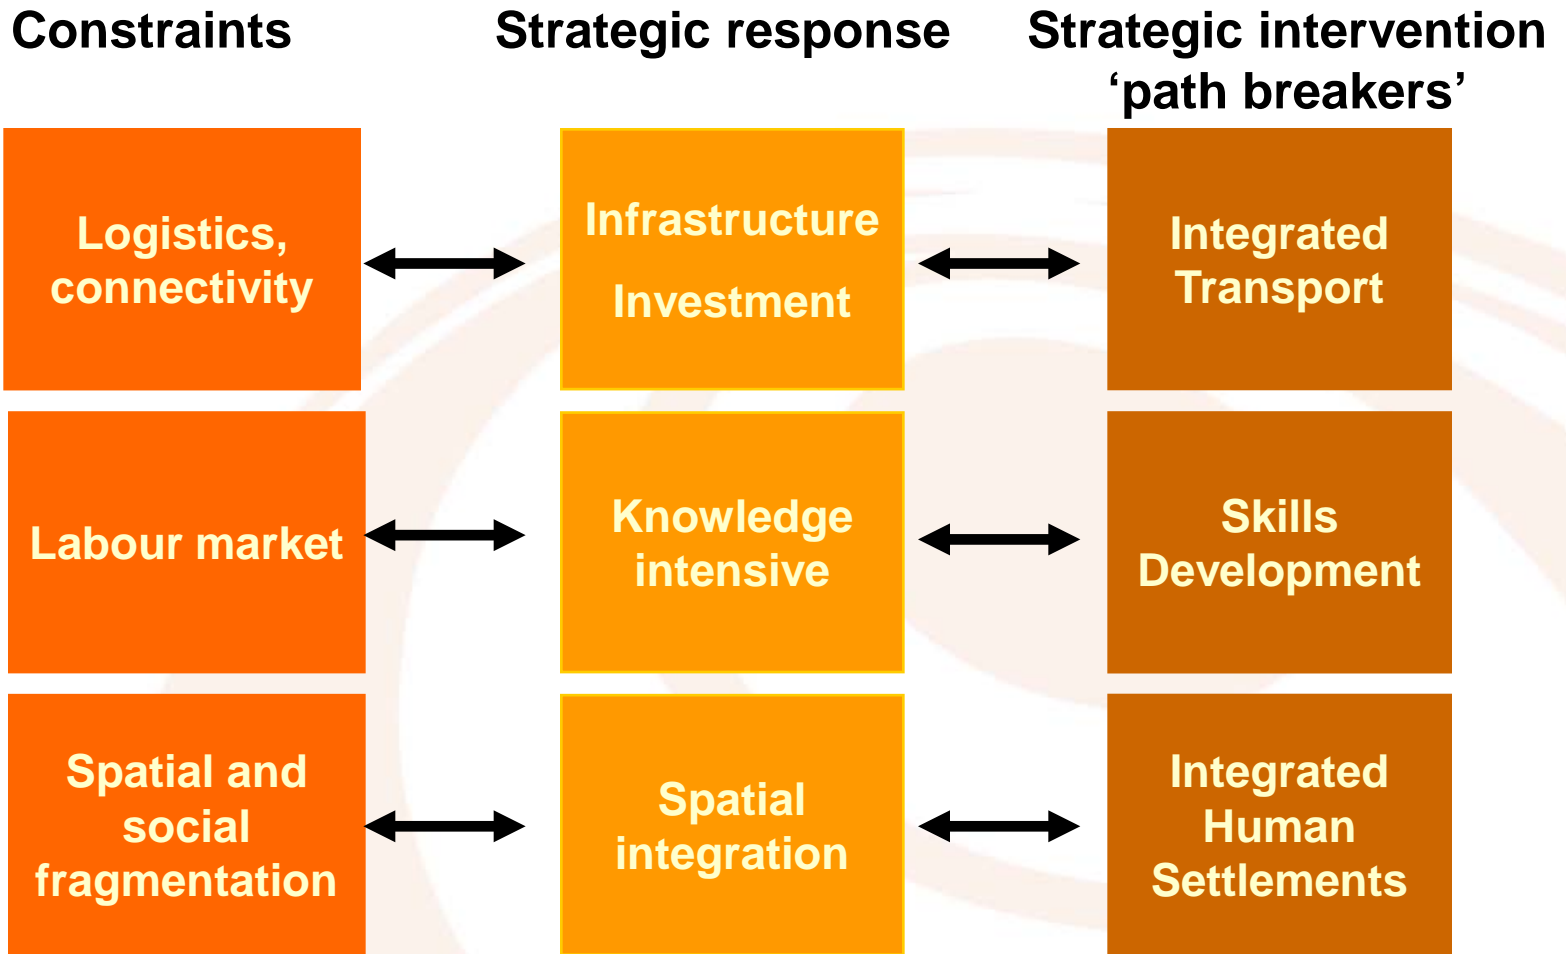 Constraints
Strategic response
Strategic intervention
‘path breakers’
Logistics,
connectivity
Infrastructure
Investment
Integrated
Transport
Labour market
Knowledge
intensive
Skills
Development
Spatial and
social
fragmentation
Spatial
integration
Integrated
Human
Settlements